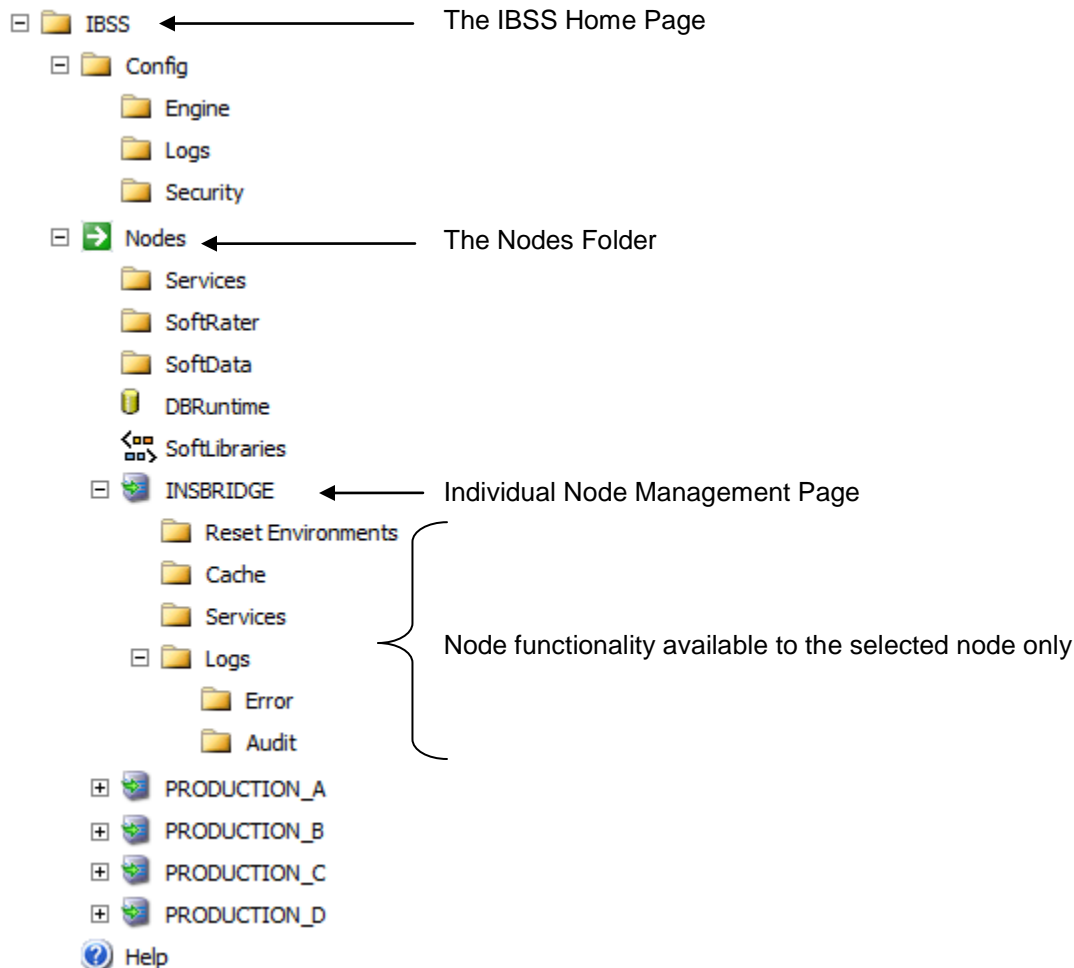 IBSS The IBSS Home Page
Config
Engine
Logs
Security
Nodes The Nodes Folder
Services
SoftRater
SoftData
DBRuntime
SoftLibraries
INSBRIDGE Individual Node Management Page
Reset Environments
Cache
Services
Node functionality available to the selected node only
Logs
Error
Audit
PRODUCTION_A
PRODUCTION_B
PRODUCTION_C
PRODUCTION_D
Help